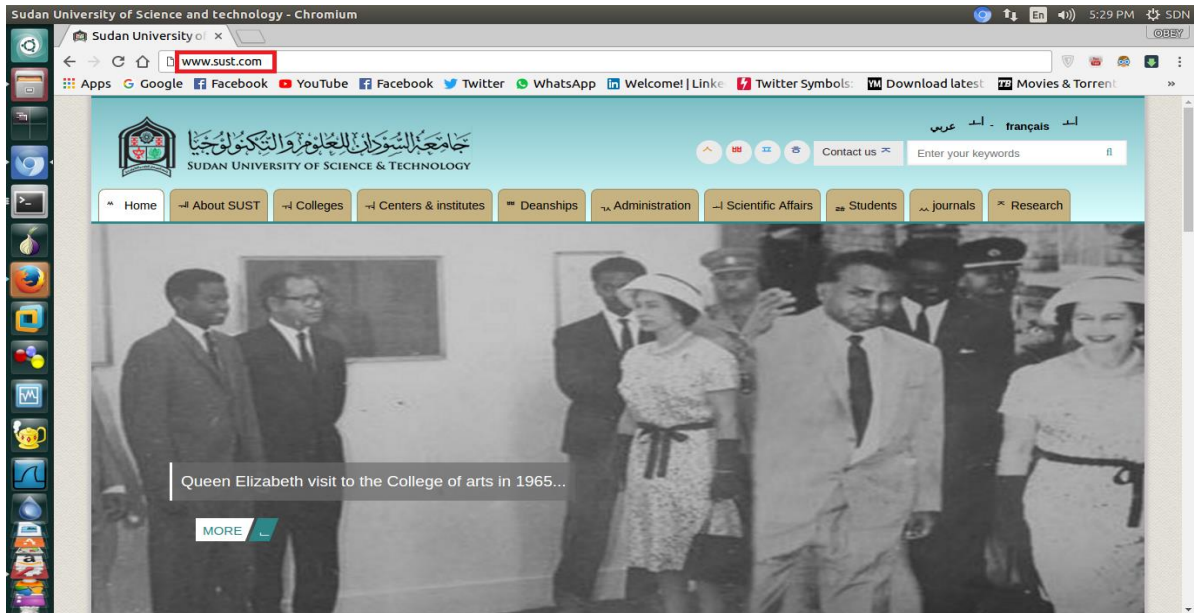 Sudan University of Science and technology - Chromium
En 5:29 PM SDN
Sudan University of
OBEY
www.sust.com
Apps Google Facebook YouTube Facebook Twitter WhatsApp Welcome! | Linke Twitter Symbols: Download latest Movies & Torrent »
جامعة السودان للعلوم والتكنولوجيا
SUDAN UNIVERSITY OF SCIENCE & TECHNOLOGY
عربي - français
Contact us
Enter your keywords
Home About SUST Colleges Centers & institutes Deanships Administration Scientific Affairs Students journals Research
Queen Elizabeth visit to the College of arts in 1965...
MORE